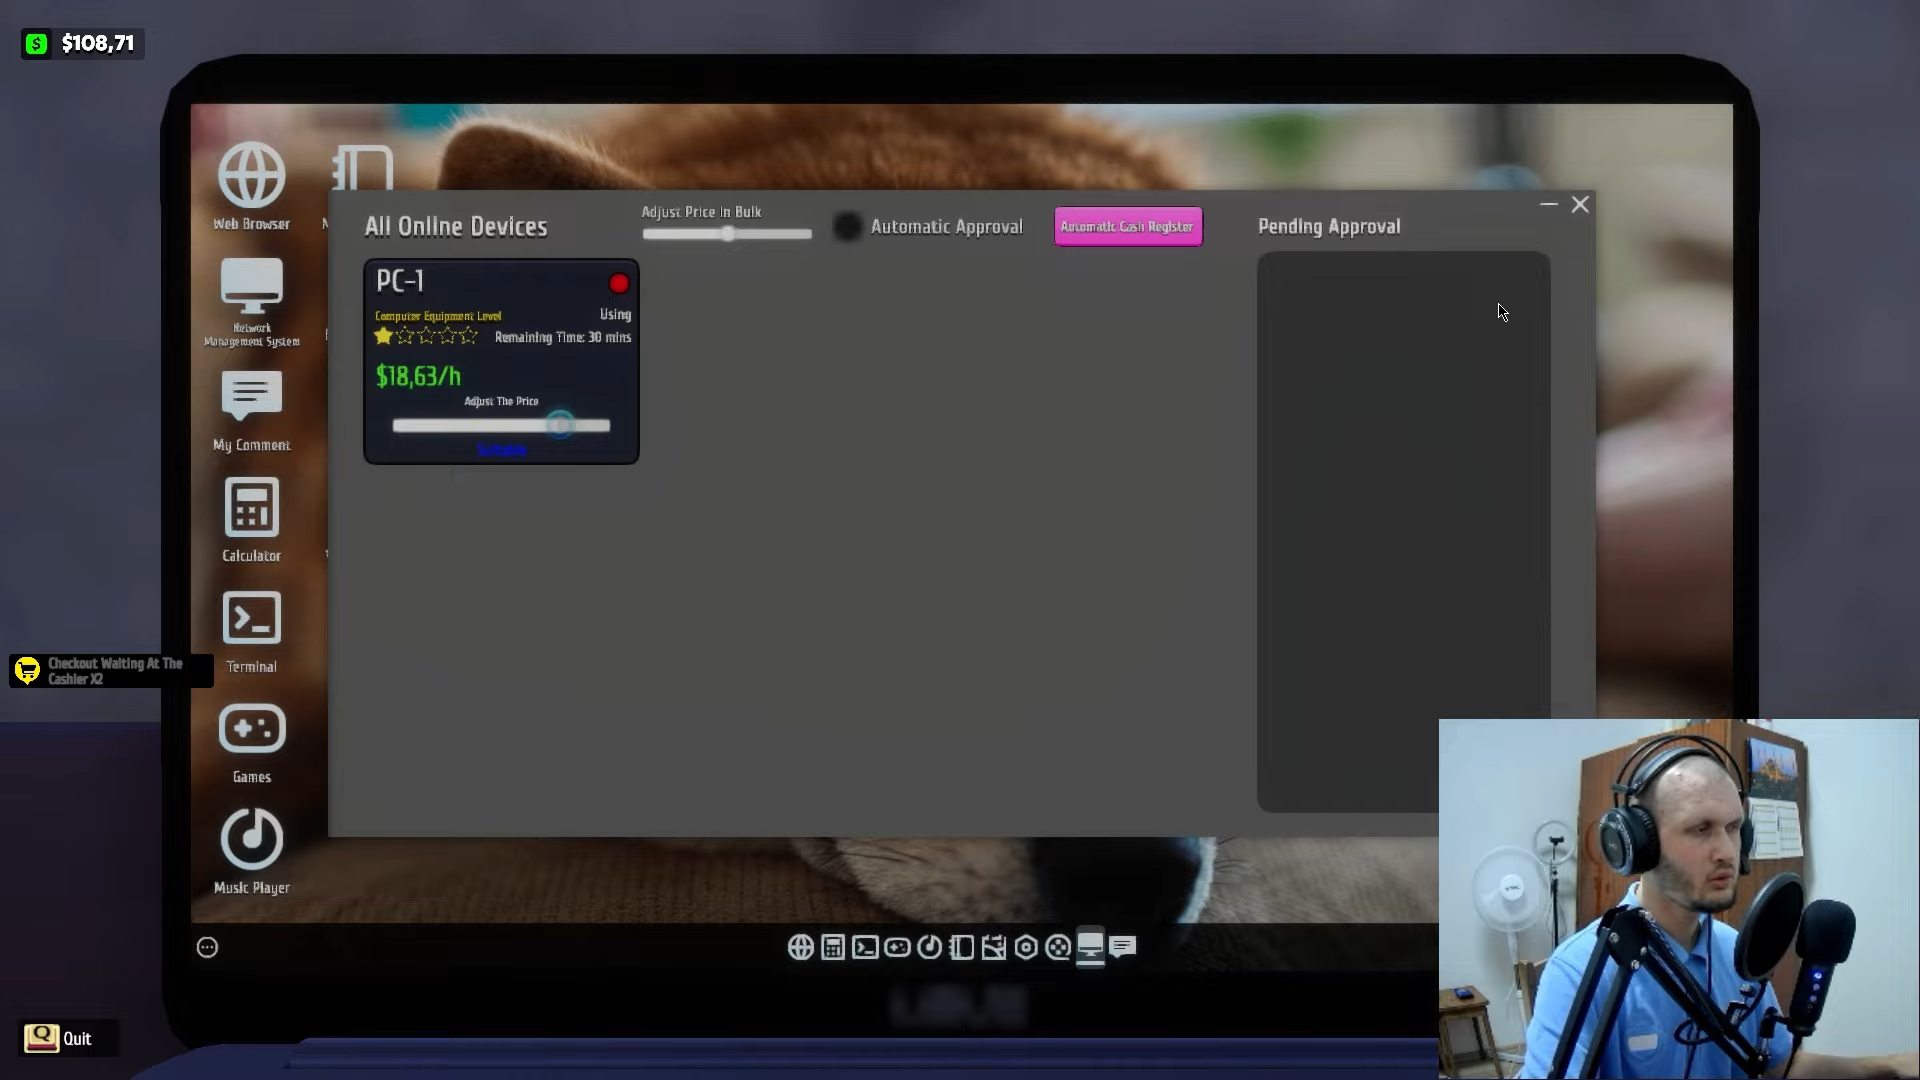 $108,71
Web Browser
Network
Management System
My Comment
Calculator
Terminal
Games
Music Player
All Online Devices
Adjust Price In Bulk
Automatic Approval
Automatic Cash Register
Pending Approval
PC-1
Computer Equipment Level
Using
Remaining Time: 30 mins
$18,63/h
Adjust The Price
Suitable
Checkout Waiting At The
Cashier X2
Q Quit